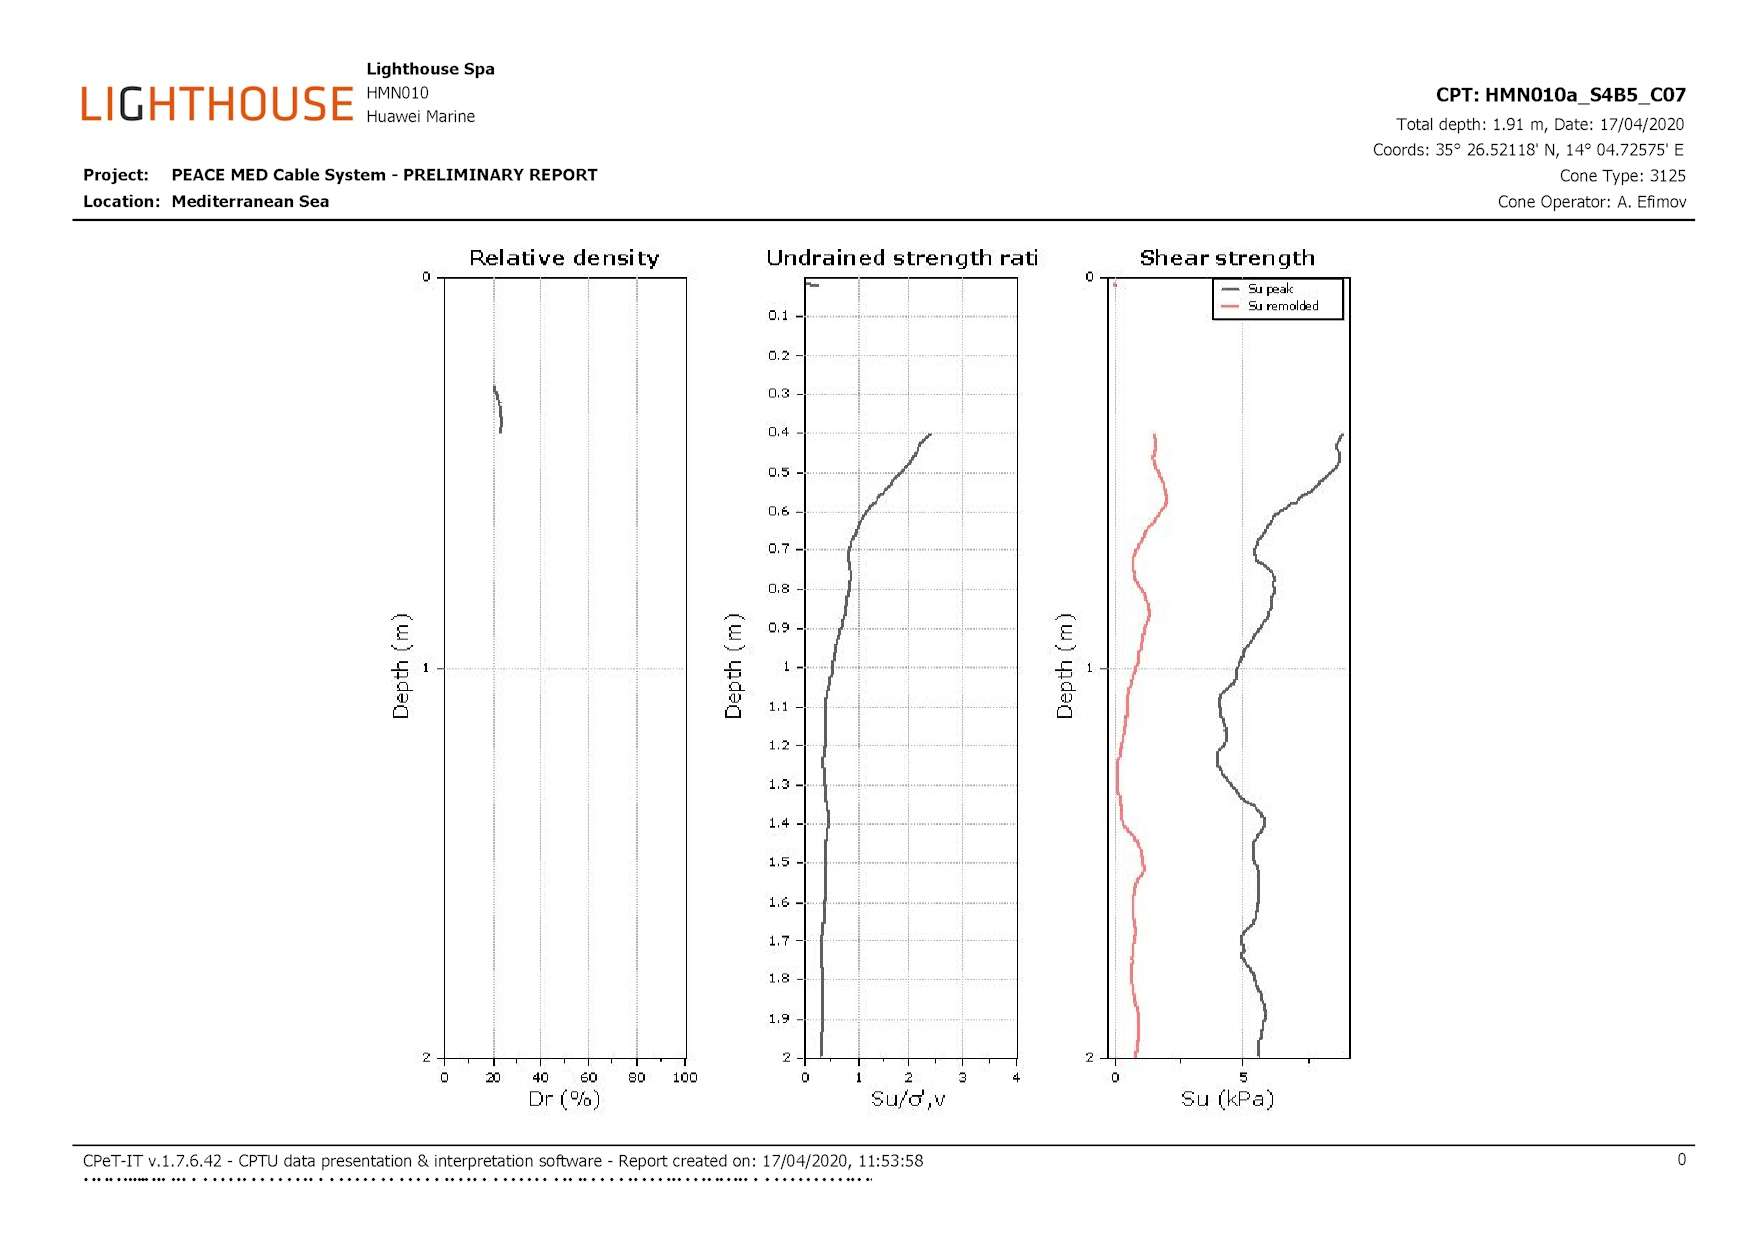 LIGHTHOUSE
Lighthouse Spa
HMN010
Huawei Marine
Project: PEACE MED Cable System - PRELIMINARY REPORT
Location: Mediterranean Sea
CPT: HMN010a_S4B5_C07
Total depth: 1.91 m, Date: 17/04/2020
Coords: 35° 26.52118' N, 14° 04.72575' E
Cone Type: 3125
Cone Operator: A. Efimov
Relative density
0
1
2
Depth (m)
0 20 40 60 80 100
Dr (%)
Undrained strength rati
0.1
0.2
0.3
0.4
0.5
0.6
0.7
0.8
0.9
1
1.1
1.2
1.3
1.4
1.5
1.6
1.7
1.8
1.9
2
Depth (m)
0 1 2 3 4
Su/σ',v
Shear strength
Su peak
Su remolded
0
1
2
Depth (m)
0 5
Su (kPa)
CPeT-IT v.1.7.6.42 - CPTU data presentation & interpretation software - Report created on: 17/04/2020, 11:53:58
0